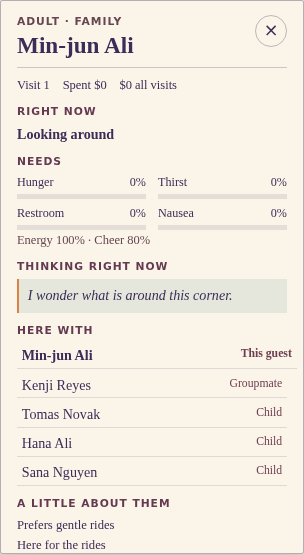 ADULT · FAMILY
Min-jun Ali
×
Visit 1 Spent $0 $0 all visits
RIGHT NOW
Looking around
NEEDS
Hunger 0% Thirst 0%
Restroom 0% Nausea 0%
Energy 100% · Cheer 80%
THINKING RIGHT NOW
I wonder what is around this corner.
HERE WITH
Min-jun Ali This guest
Kenji Reyes Groupmate
Tomas Novak Child
Hana Ali Child
Sana Nguyen Child
A LITTLE ABOUT THEM
Prefers gentle rides
Here for the rides